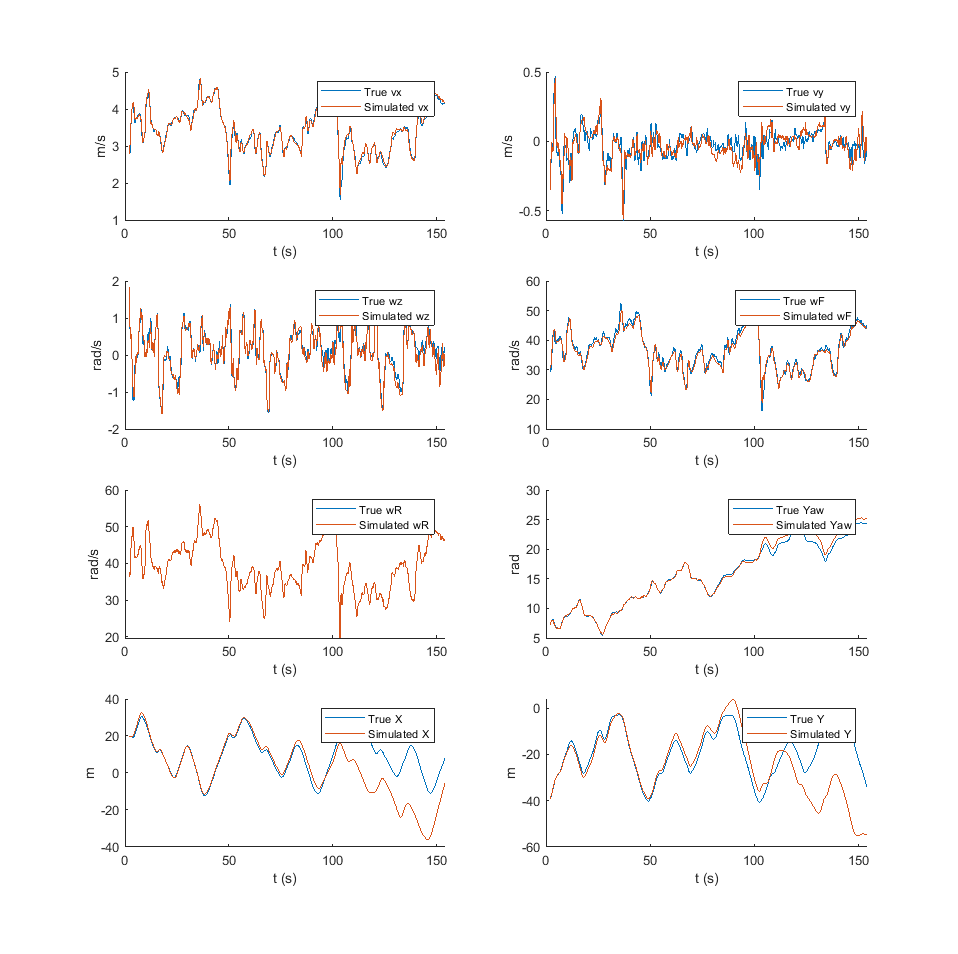 5
4
3
2
1
m/s
True vx
Simulated vx
0 50 100 150
t (s)
0.5
0
-0.5
m/s
True vy
Simulated vy
0 50 100 150
t (s)
2
1
0
-1
-2
rad/s
True wz
Simulated wz
0 50 100 150
t (s)
60
50
40
30
20
10
rad/s
True wF
Simulated wF
0 50 100 150
t (s)
60
50
40
30
20
rad/s
True wR
Simulated wR
0 50 100 150
t (s)
30
25
20
15
10
5
rad
True Yaw
Simulated Yaw
0 50 100 150
t (s)
40
20
0
-20
-40
m
True X
Simulated X
0 50 100 150
t (s)
0
-20
-40
-60
m
True Y
Simulated Y
0 50 100 150
t (s)